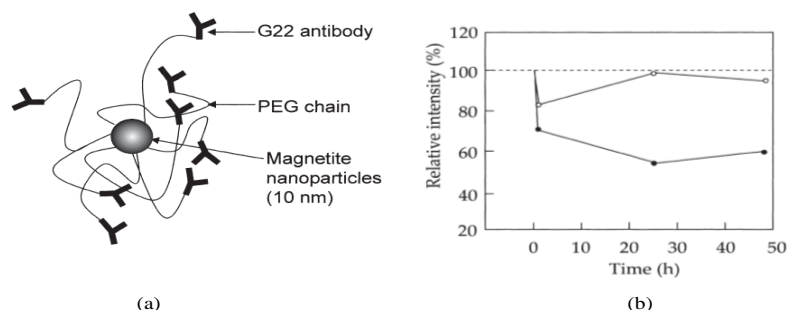 G22 antibody
PEG chain
Magnetite
nanoparticles
(10 nm)
(a)
Relative intensity (%)
120
100
80
60
40
20
0 10 20 30 40 50
Time (h)
(b)